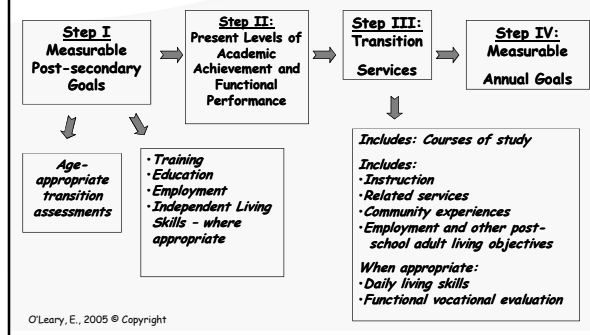 Step I
Measurable
Post-secondary
Goals
Step II:
Present Levels of
Academic
Achievement and
Functional
Performance
Step III:
Transition
Services
Step IV:
Measurable
Annual Goals
Age-
appropriate
transition
assessments
•Training
•Education
•Employment
•Independent Living
Skills – where
appropriate
Includes: Courses of study
Includes:
•Instruction
•Related services
•Community experiences
•Employment and other post-
school adult living objectives
When appropriate:
•Daily living skills
•Functional vocational evaluation
O'Leary, E., 2005 © Copyright